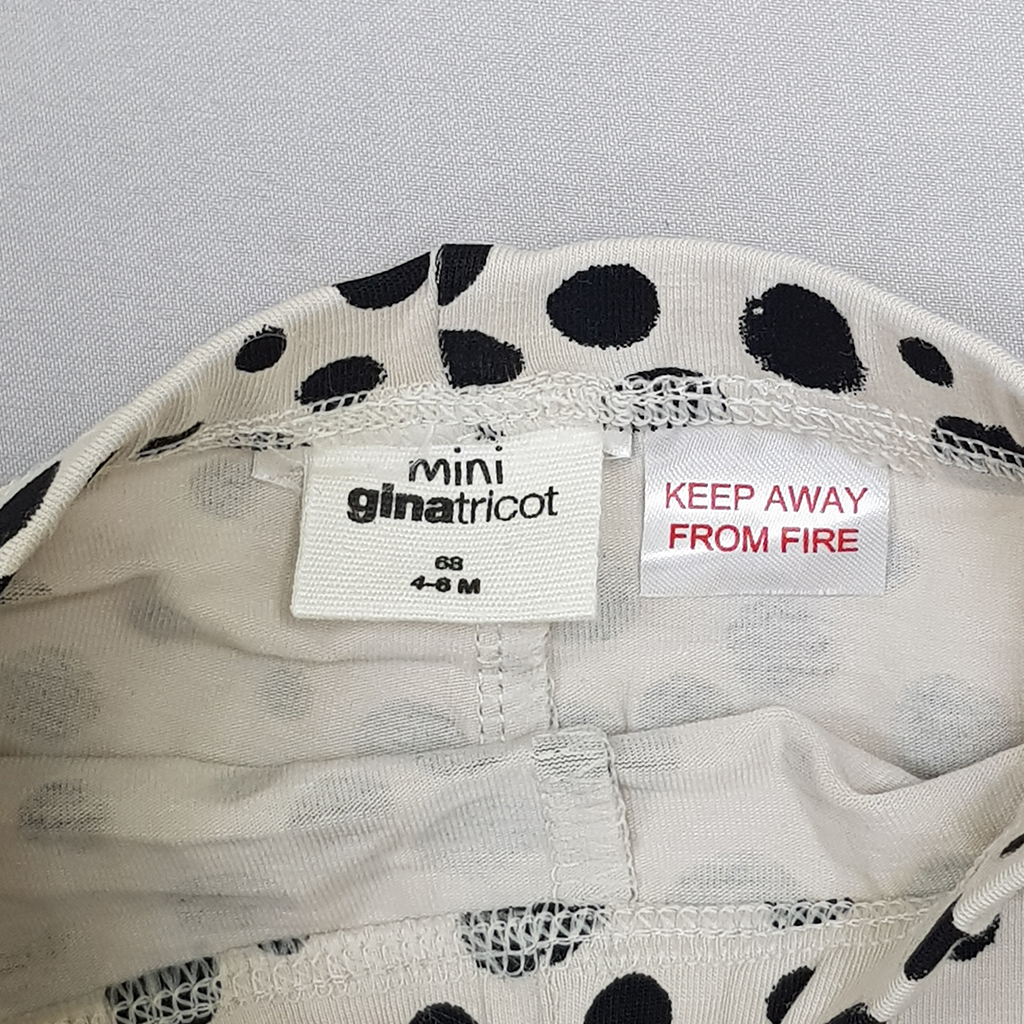 mini
ginatricot
68
4-6 M
KEEP AWAY
FROM FIRE